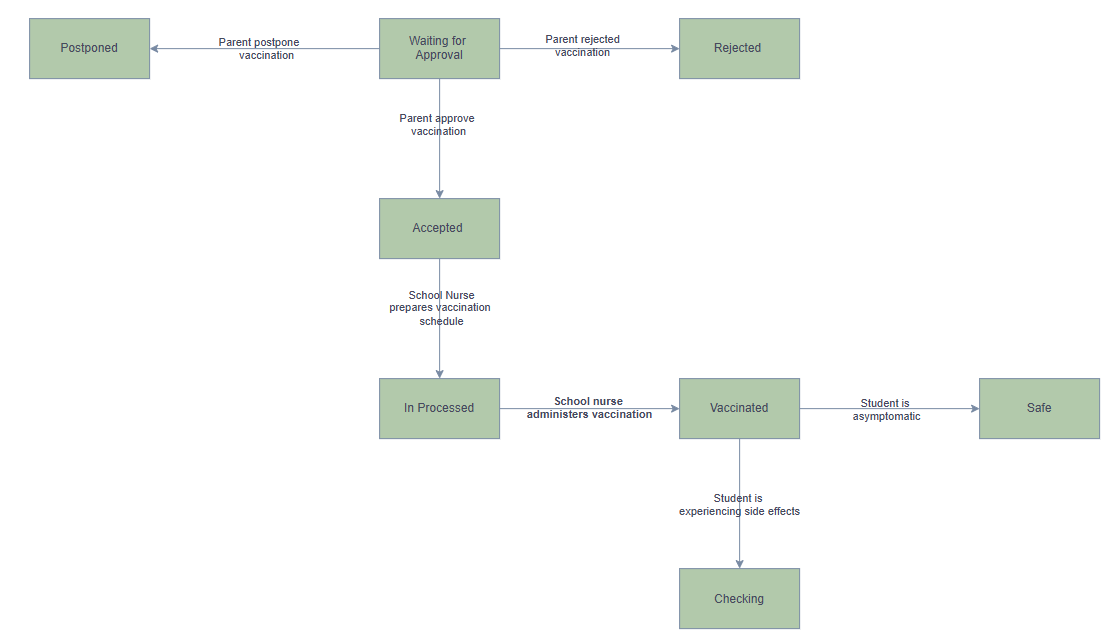 Postponed
Parent postpone
vaccination
Waiting for
Approval
Parent rejected
vaccination
Rejected
Parent approve
vaccination
Accepted
School Nurse
prepares vaccination
schedule
In Processed
School nurse
administers vaccination
Vaccinated
Student is
asymptomatic
Safe
Student is
experiencing side effects
Checking